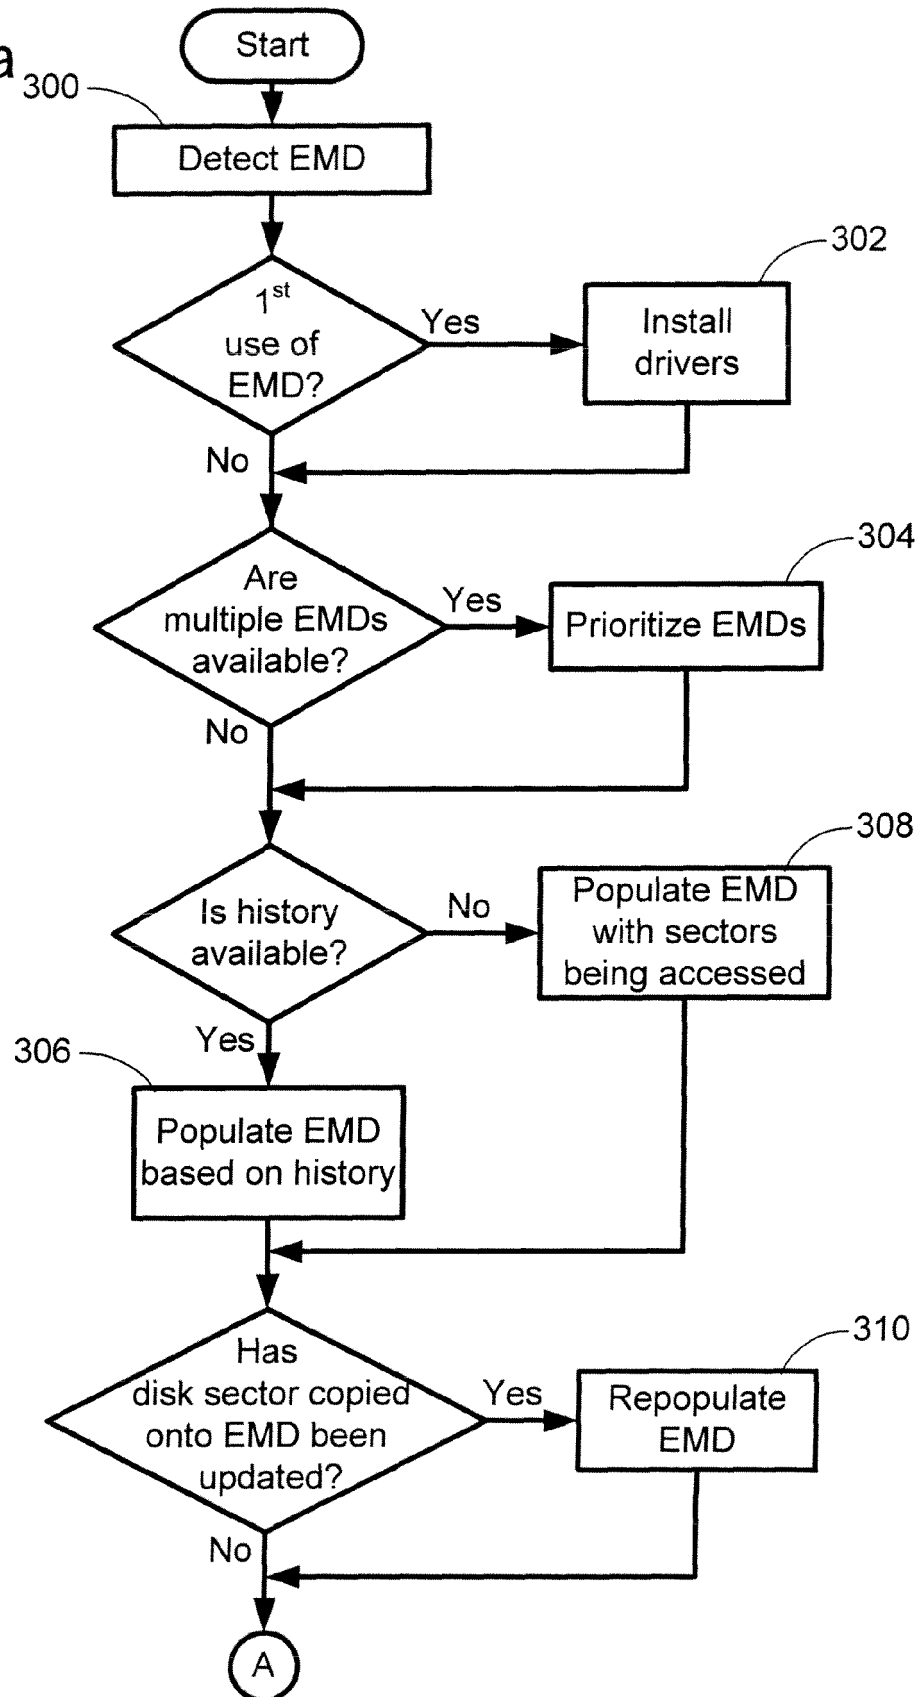 a
Start
300
Detect EMD
302
1st
use of
EMD?
Yes
Install
drivers
No
304
Are
multiple EMDs
available?
Yes
Prioritize EMDs
No
308
Is history
available?
No
Populate EMD
with sectors
being accessed
Yes
306
Populate EMD
based on history
310
Has
disk sector copied
onto EMD been
updated?
Yes
Repopulate
EMD
No
A